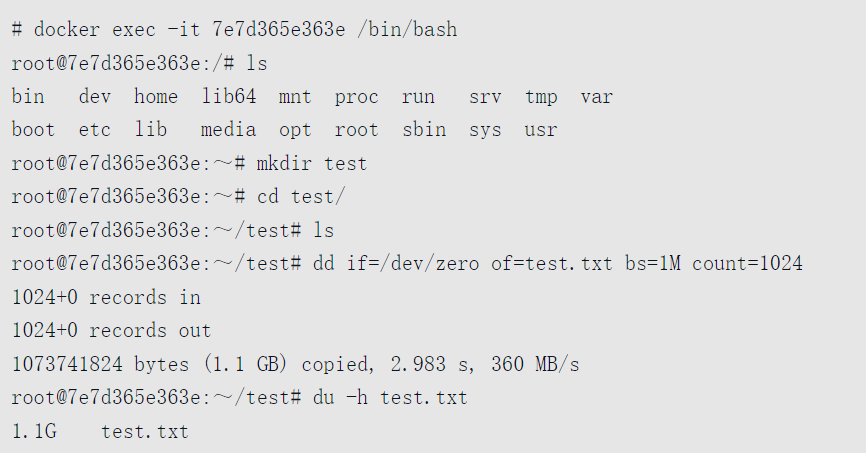 # docker exec -it 7e7d365e363e /bin/bash
root@7e7d365e363e:/# ls
bin   dev  home  lib64  mnt  proc  run   srv  tmp  var
boot  etc  lib   media  opt  root  sbin  sys  usr
root@7e7d365e363e:～# mkdir test
root@7e7d365e363e:～# cd test/
root@7e7d365e363e:～/test# ls
root@7e7d365e363e:～/test# dd if=/dev/zero of=test.txt bs=1M count=1024
1024+0 records in
1024+0 records out
1073741824 bytes (1.1 GB) copied, 2.983 s, 360 MB/s
root@7e7d365e363e:～/test# du -h test.txt
1.1G    test.txt